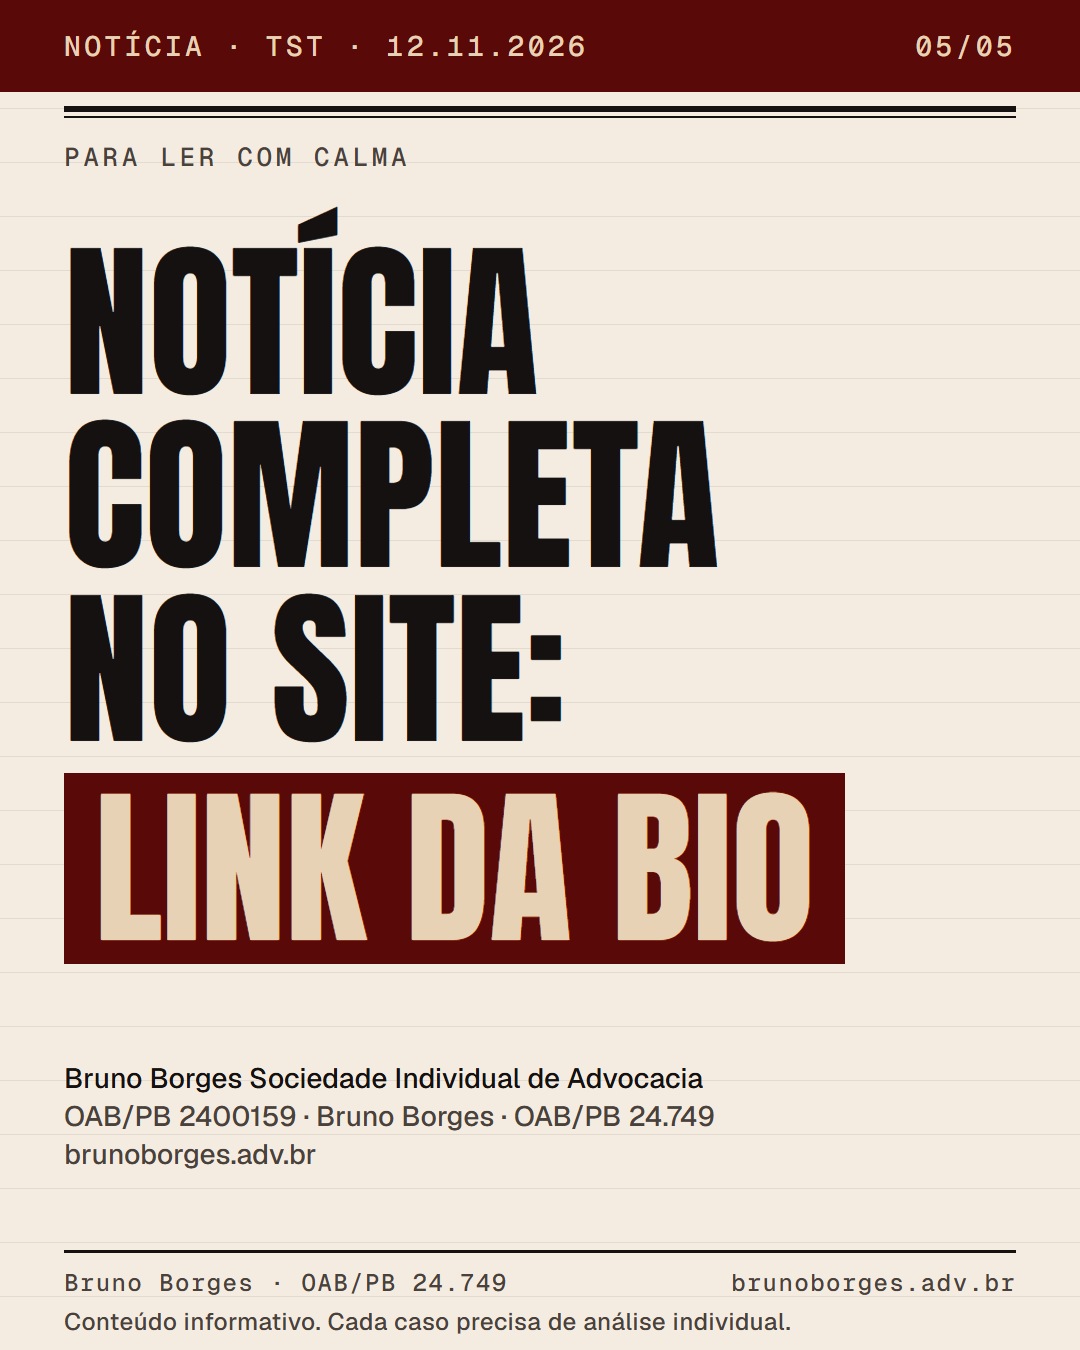 NOTÍCIA · TST · 12.11.2026 05/05
PARA LER COM CALMA
NOTÍCIA
COMPLETA
NO SITE:
LINK DA BIO
Bruno Borges Sociedade Individual de Advocacia
OAB/PB 2400159 · Bruno Borges · OAB/PB 24.749
brunoborges.adv.br
Bruno Borges · OAB/PB 24.749 brunoborges.adv.br
Conteúdo informativo. Cada caso precisa de análise individual.